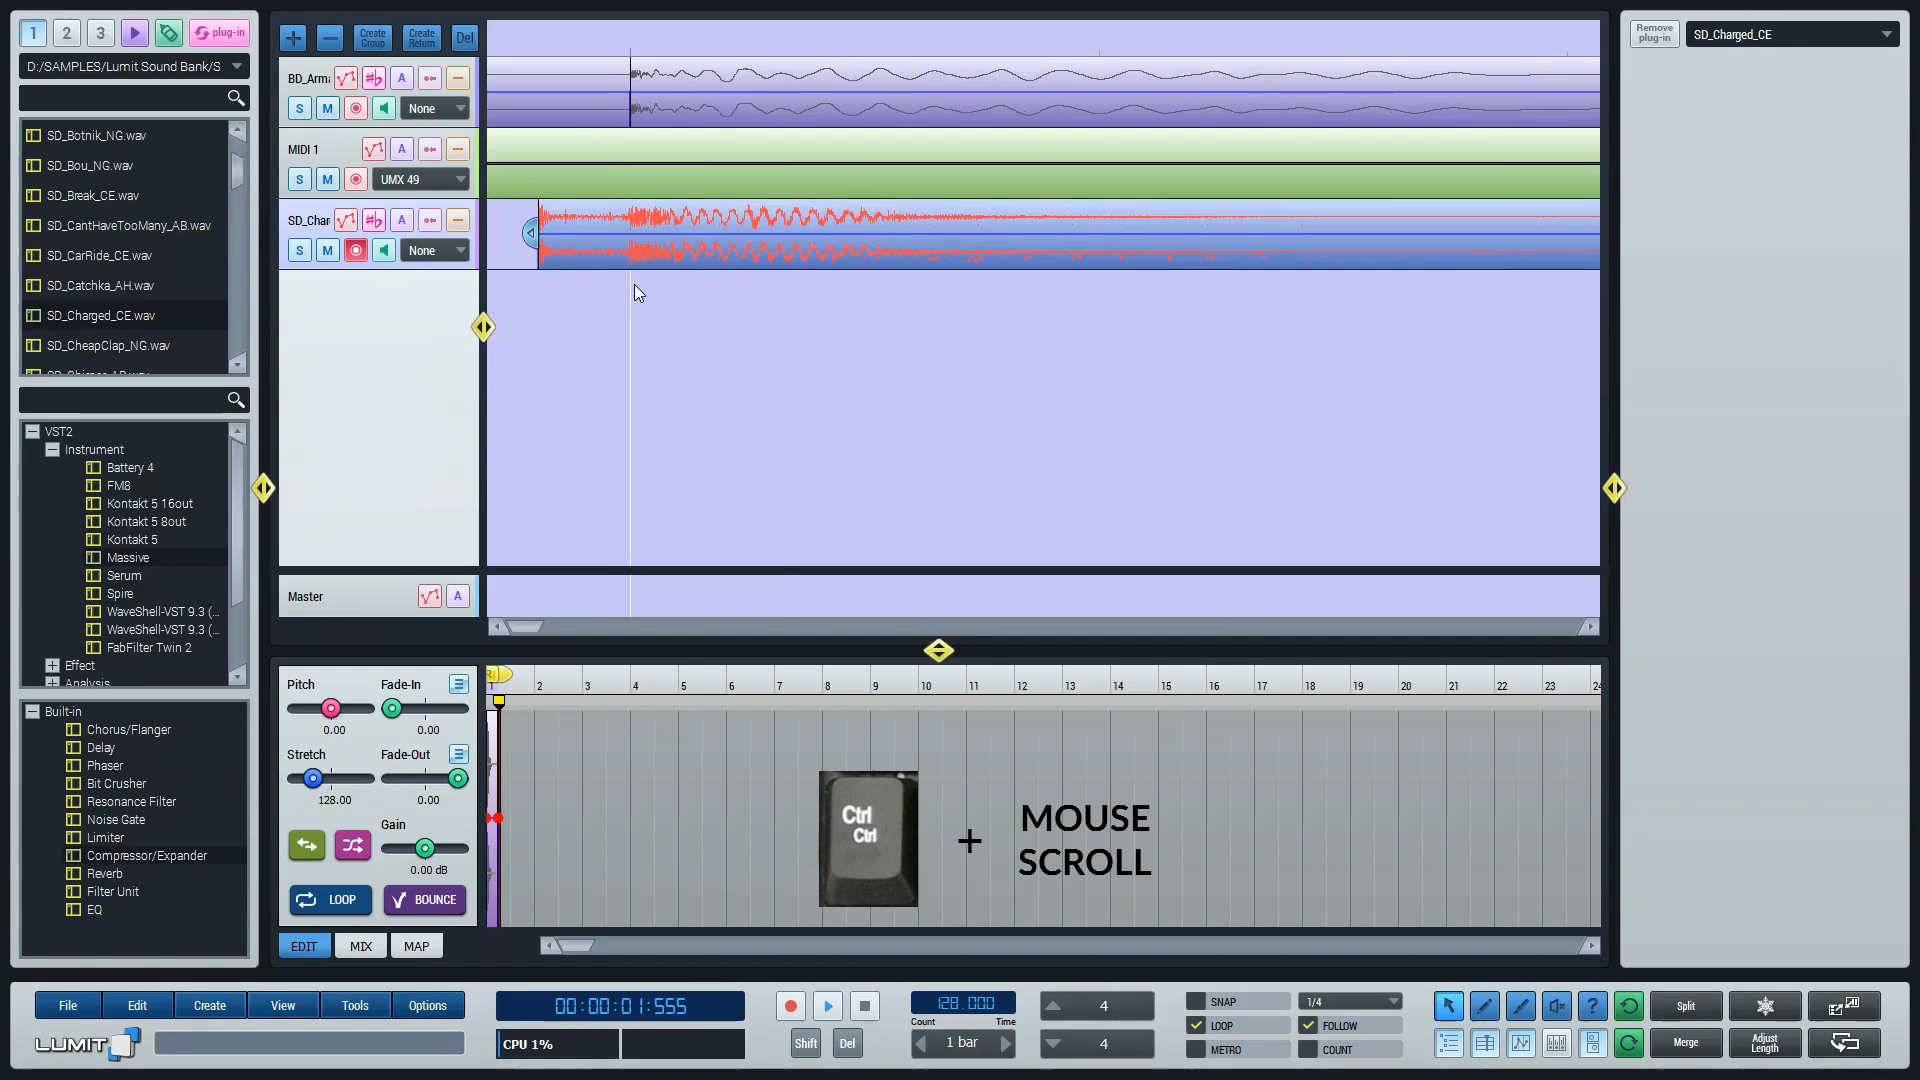 1 2 3 plug-in
D:/SAMPLES/Lumit Sound Bank/S
SD_Botnik_NG.wav
SD_Bou_NG.wav
SD_Break_CE.wav
SD_CantHaveTooMany_AB.wav
SD_CarRide_CE.wav
SD_Catchka_AH.wav
SD_Charged_CE.wav
SD_CheapClap_NG.wav
VST2
Instrument
Battery 4
FM8
Kontakt 5 16out
Kontakt 5 8out
Kontakt 5
Massive
Serum
Spire
WaveShell-VST 9.3 (...
WaveShell-VST 9.3 (...
FabFilter Twin 2
Effect
Analysis
Built-in
Chorus/Flanger
Delay
Phaser
Bit Crusher
Resonance Filter
Noise Gate
Limiter
Compressor/Expander
Reverb
Filter Unit
EQ
Create Group
Create Return
Del
BD_Arm
A
S M None
MIDI 1
A
S M UMX 49
SD_Char
A
S M None
Master
A
Remove plug-in
SD_Charged_CE
Pitch
0.00
Fade-In
0.00
Stretch
128.00
Fade-Out
0.00
Gain
0.00 dB
LOOP
BOUNCE
EDIT MIX MAP
1 2 3 4 5 6 7 8 9 10 11 12 13 14 15 16 17 18 19 20 21 22 23 24
Ctrl
Ctrl
+
MOUSE
SCROLL
File Edit Create View Tools Options
LUMIT
00:00:01:555
CPU 1%
Shift Del
128.000
Count Time
1 bar
4
4
SNAP 1/4
LOOP FOLLOW
METRO COUNT
?
Split
Merge
Adjust Length